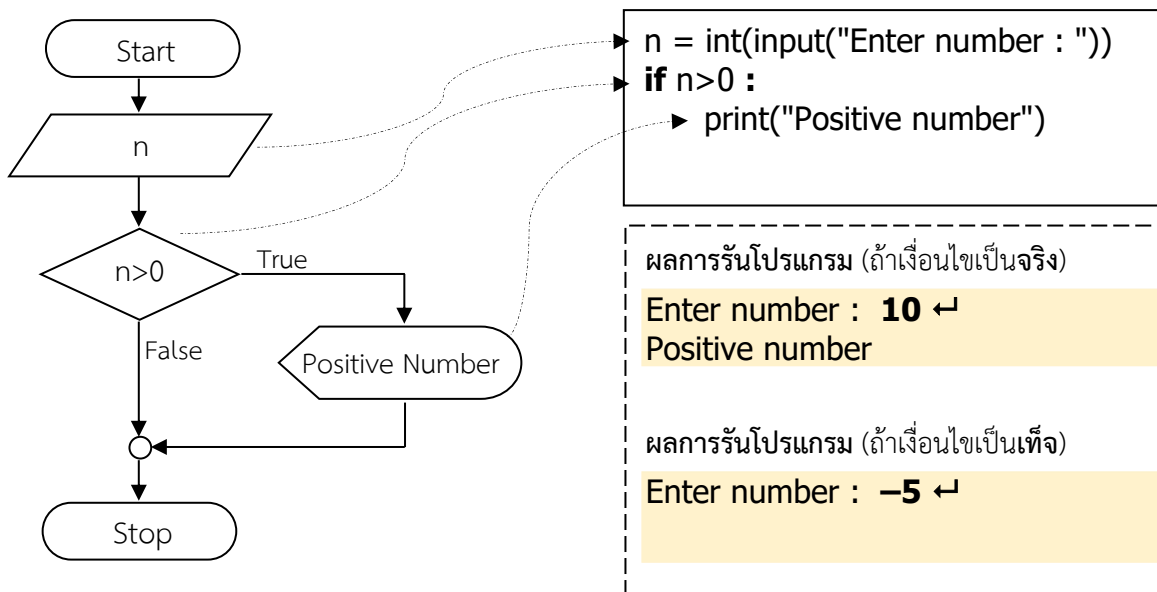 Start
n
n>0
True
False
Positive Number
Stop
n = int(input("Enter number : "))
if n>0 :
print("Positive number")
ผลการรันโปรแกรม (ถ้าเงื่อนไขเป็นจริง)
Enter number : 10 ↵
Positive number
ผลการรันโปรแกรม (ถ้าเงื่อนไขเป็นเท็จ)
Enter number : –5 ↵